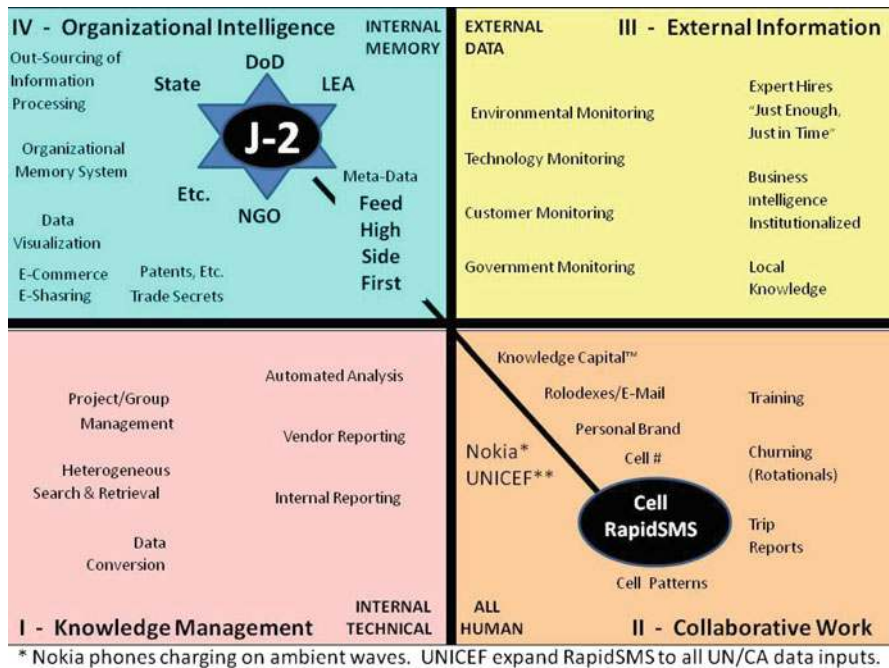 IV - Organizational Intelligence
INTERNAL
MEMORY
Out-Sourcing of
Information
Processing
DoD
State
LEA
J-2
Organizational
Memory System
Etc.
NGO
Meta-Data
Feed
High
Side
First
Data
Visualization
E-Commerce
E-Shasring
Patents, Etc.
Trade Secrets
EXTERNAL
DATA
III - External Information
Environmental Monitoring
Technology Monitoring
Customer Monitoring
Government Monitoring
Expert Hires
"Just Enough,
Just in Time"
Business
Intelligence
Institutionalized
Local
Knowledge
Automated Analysis
Project/Group
Management
Vendor Reporting
Heterogeneous
Search & Retrieval
Internal Reporting
Data
Conversion
I - Knowledge Management
INTERNAL
TECHNICAL
Knowledge Capital™
Rolodexes/E-Mail
Personal Brand
Cell #
Nokia*
UNICEF**
Cell
RapidSMS
Cell Patterns
Training
Churning
(Rotationals)
Trip
Reports
ALL
HUMAN
II - Collaborative Work
* Nokia phones charging on ambient waves. UNICEF expand RapidSMS to all UN/CA data inputs.